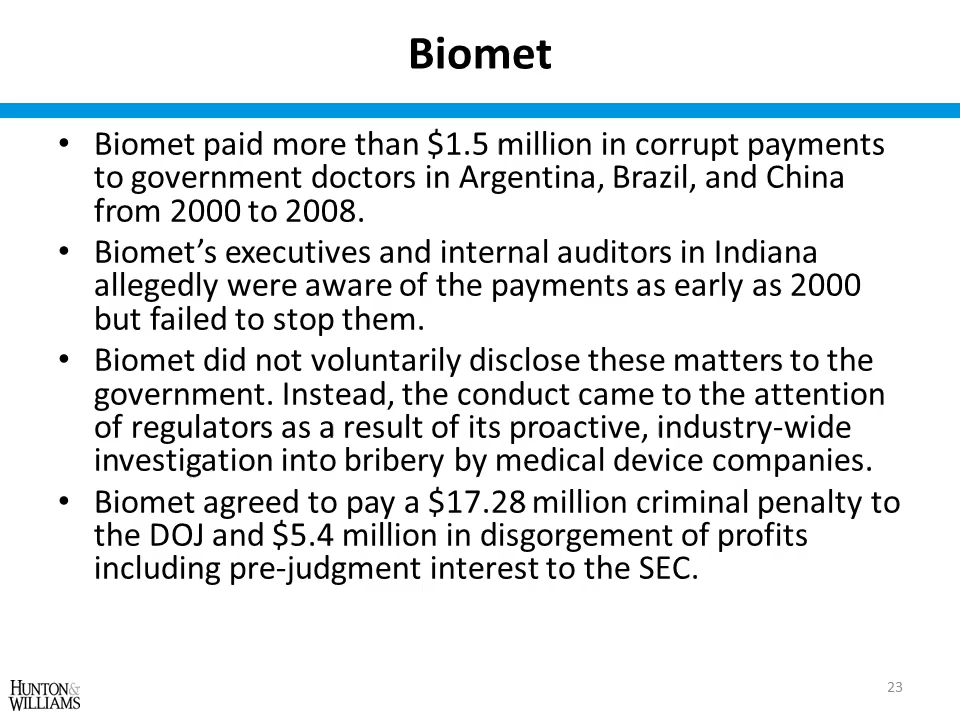 Biomet
• Biomet paid more than $1.5 million in corrupt payments
to government doctors in Argentina, Brazil, and China
from 2000 to 2008.
• Biomet’s executives and internal auditors in Indiana
allegedly were aware of the payments as early as 2000
but failed to stop them.
• Biomet did not voluntarily disclose these matters to the
government. Instead, the conduct came to the attention
of regulators as a result of its proactive, industry-wide
investigation into bribery by medical device companies.
• Biomet agreed to pay a $17.28 million criminal penalty to
the DOJ and $5.4 million in disgorgement of profits
including pre-judgment interest to the SEC.
HUNTON&
WILLIAMS
23